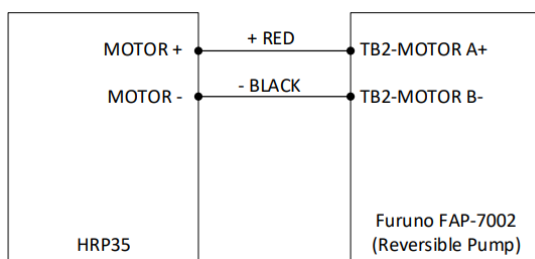 MOTOR +
+ RED
TB2-MOTOR A+
MOTOR -
- BLACK
TB2-MOTOR B-
HRP35
Furuno FAP-7002
(Reversible Pump)